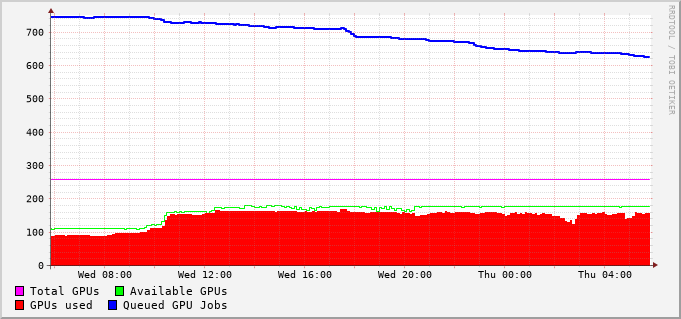 RRDTOOL / TOBI OETIKER
700
600
500
400
300
200
100
0
Wed 08:00 Wed 12:00 Wed 16:00 Wed 20:00 Thu 00:00 Thu 04:00
Total GPUs Available GPUs
GPUs used Queued GPU Jobs